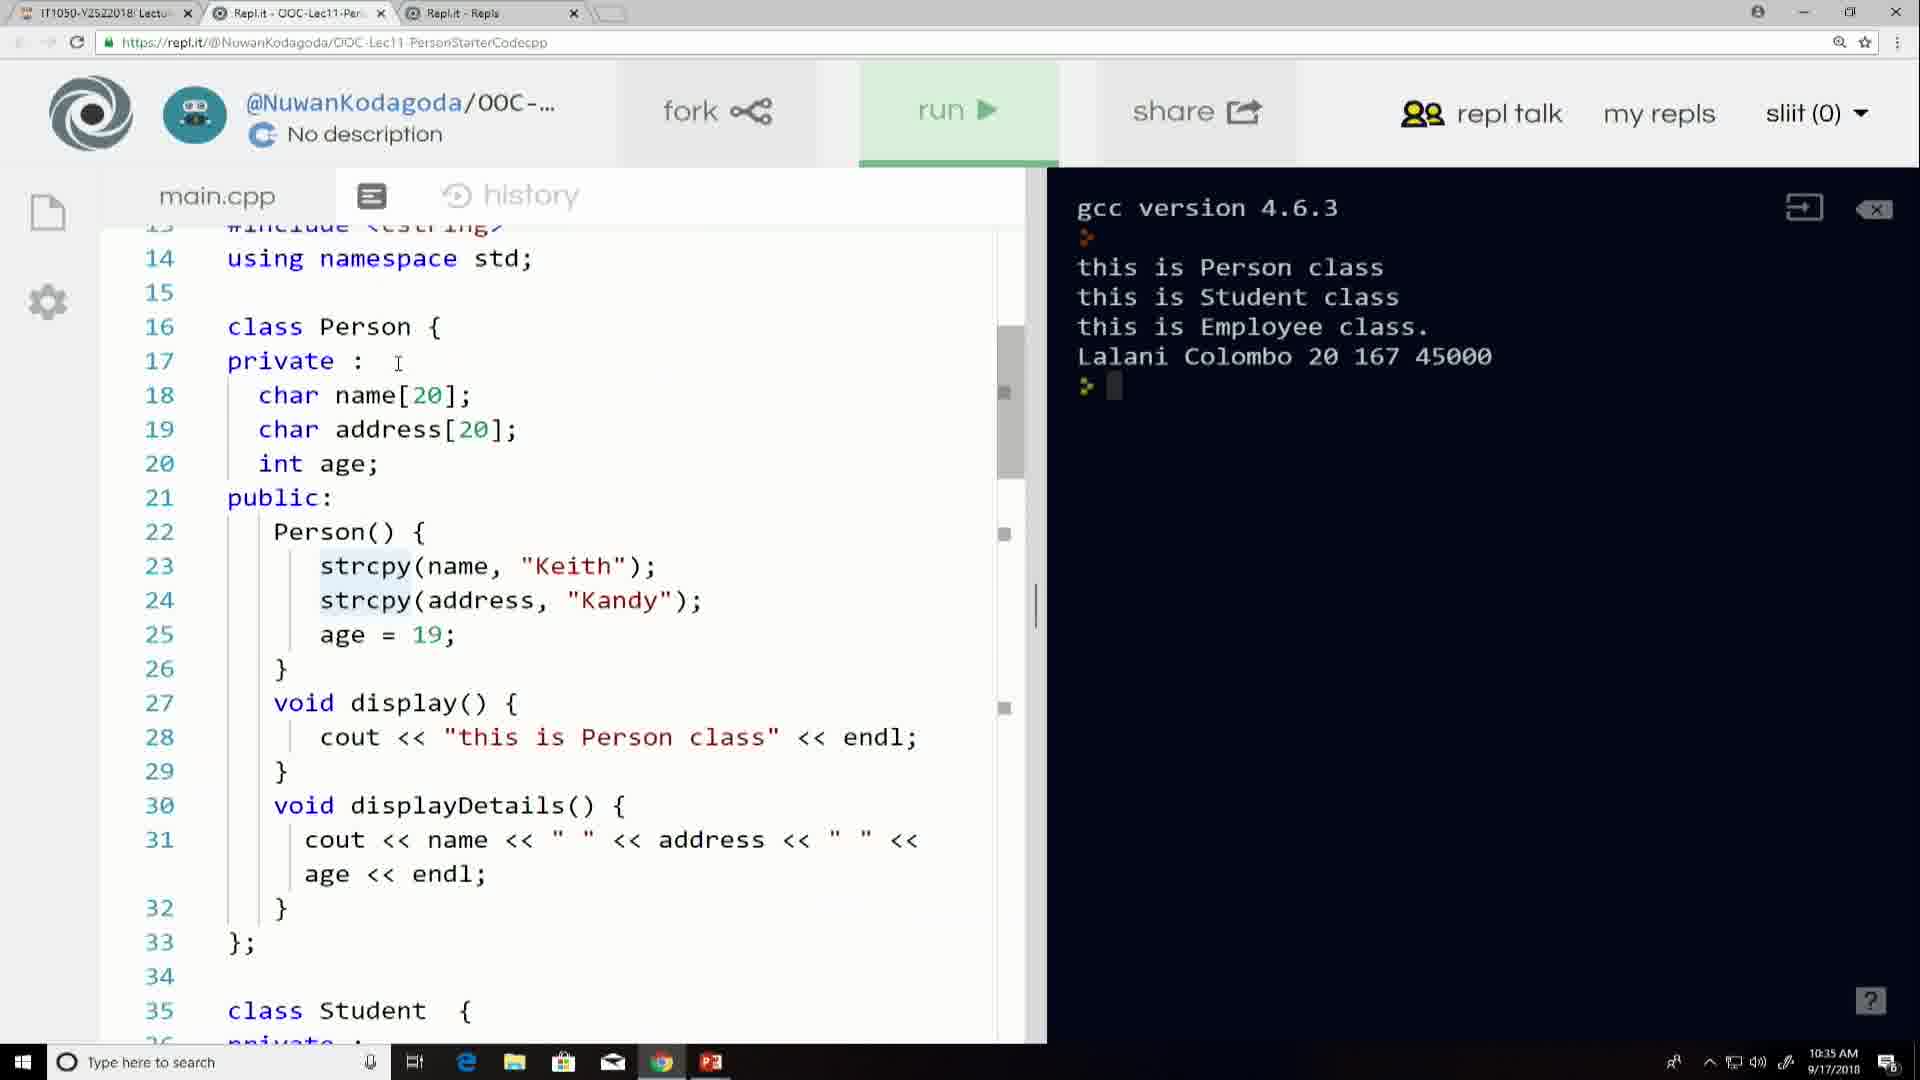 IT1050-Y2S22018: Lectu
Repl.it - OOC-Lec11-Per
Repl.it - Repls
https://repl.it/@NuwanKodagoda/OOC-Lec11-PersonStarterCodecpp
@NuwanKodagoda/OOC-...
No description
fork
run
share
repl talk
my repls
sliit (0)
main.cpp
history
13 #include <cstring>
14 using namespace std;
15
16 class Person {
17 private :
18 char name[20];
19 char address[20];
20 int age;
21 public:
22 Person() {
23 strcpy(name, "Keith");
24 strcpy(address, "Kandy");
25 age = 19;
26 }
27 void display() {
28 cout << "this is Person class" << endl;
29 }
30 void displayDetails() {
31 cout << name << " " << address << " " <<
age << endl;
32 }
33 };
34
35 class Student {
36 private :
gcc version 4.6.3
this is Person class
this is Student class
this is Employee class.
Lalani Colombo 20 167 45000
?
Type here to search
10:35 AM
9/17/2018